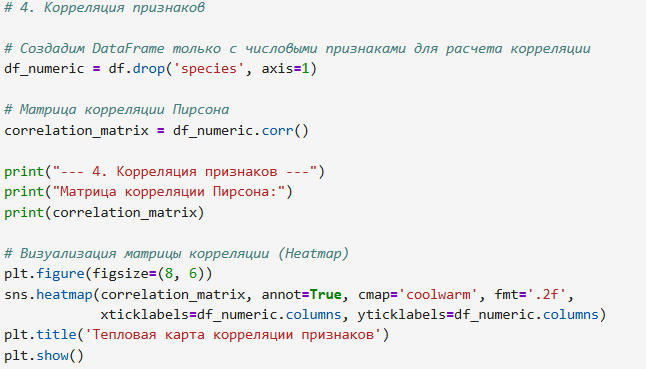 # 4. Корреляция признаков
# Создадим DataFrame только с числовыми признаками для расчета корреляции
df_numeric = df.drop('species', axis=1)
# Матрица корреляции Пирсона
correlation_matrix = df_numeric.corr()
print("--- 4. Корреляция признаков ---")
print("Матрица корреляции Пирсона:")
print(correlation_matrix)
# Визуализация матрицы корреляции (Heatmap)
plt.figure(figsize=(8, 6))
sns.heatmap(correlation_matrix, annot=True, cmap='coolwarm', fmt='.2f',
            xticklabels=df_numeric.columns, yticklabels=df_numeric.columns)
plt.title('Тепловая карта корреляции признаков')
plt.show()